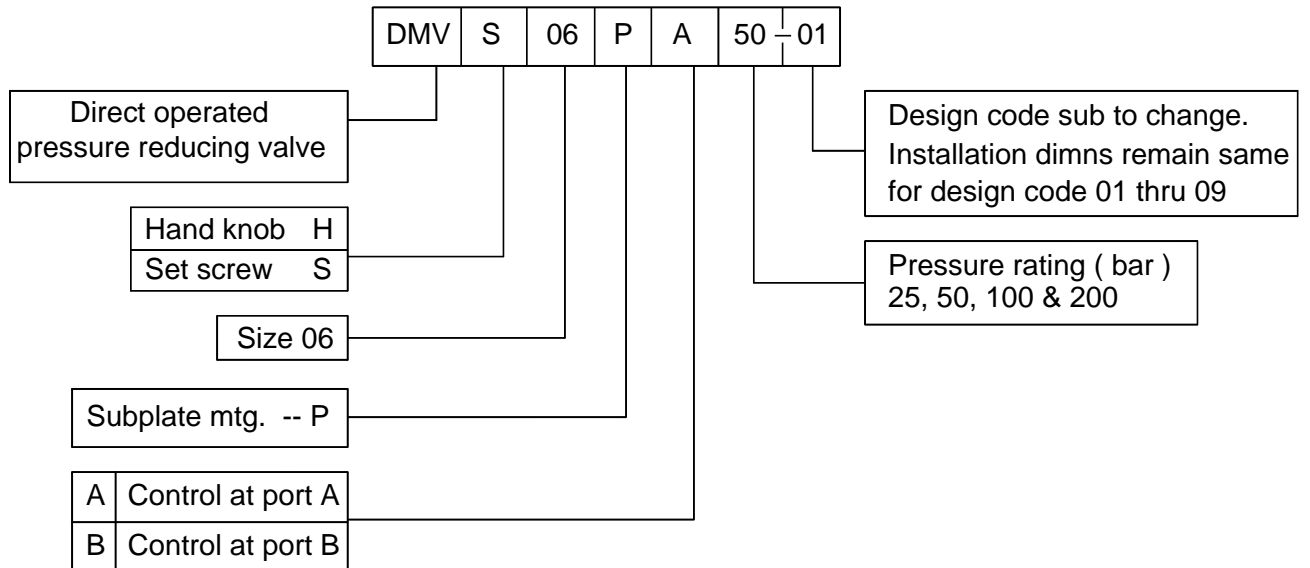 DMV S 06 P A 50 - 01
Direct operated
pressure reducing valve
Hand knob H
Set screw S
Size 06
Subplate mtg. -- P
A Control at port A
B Control at port B
Design code sub to change.
Installation dimns remain same
for design code 01 thru 09
Pressure rating ( bar )
25, 50, 100 & 200